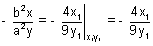 - b²x/a²y = - 4x₁/9y₁ |x₁y₁ = - 4x₁/9y₁